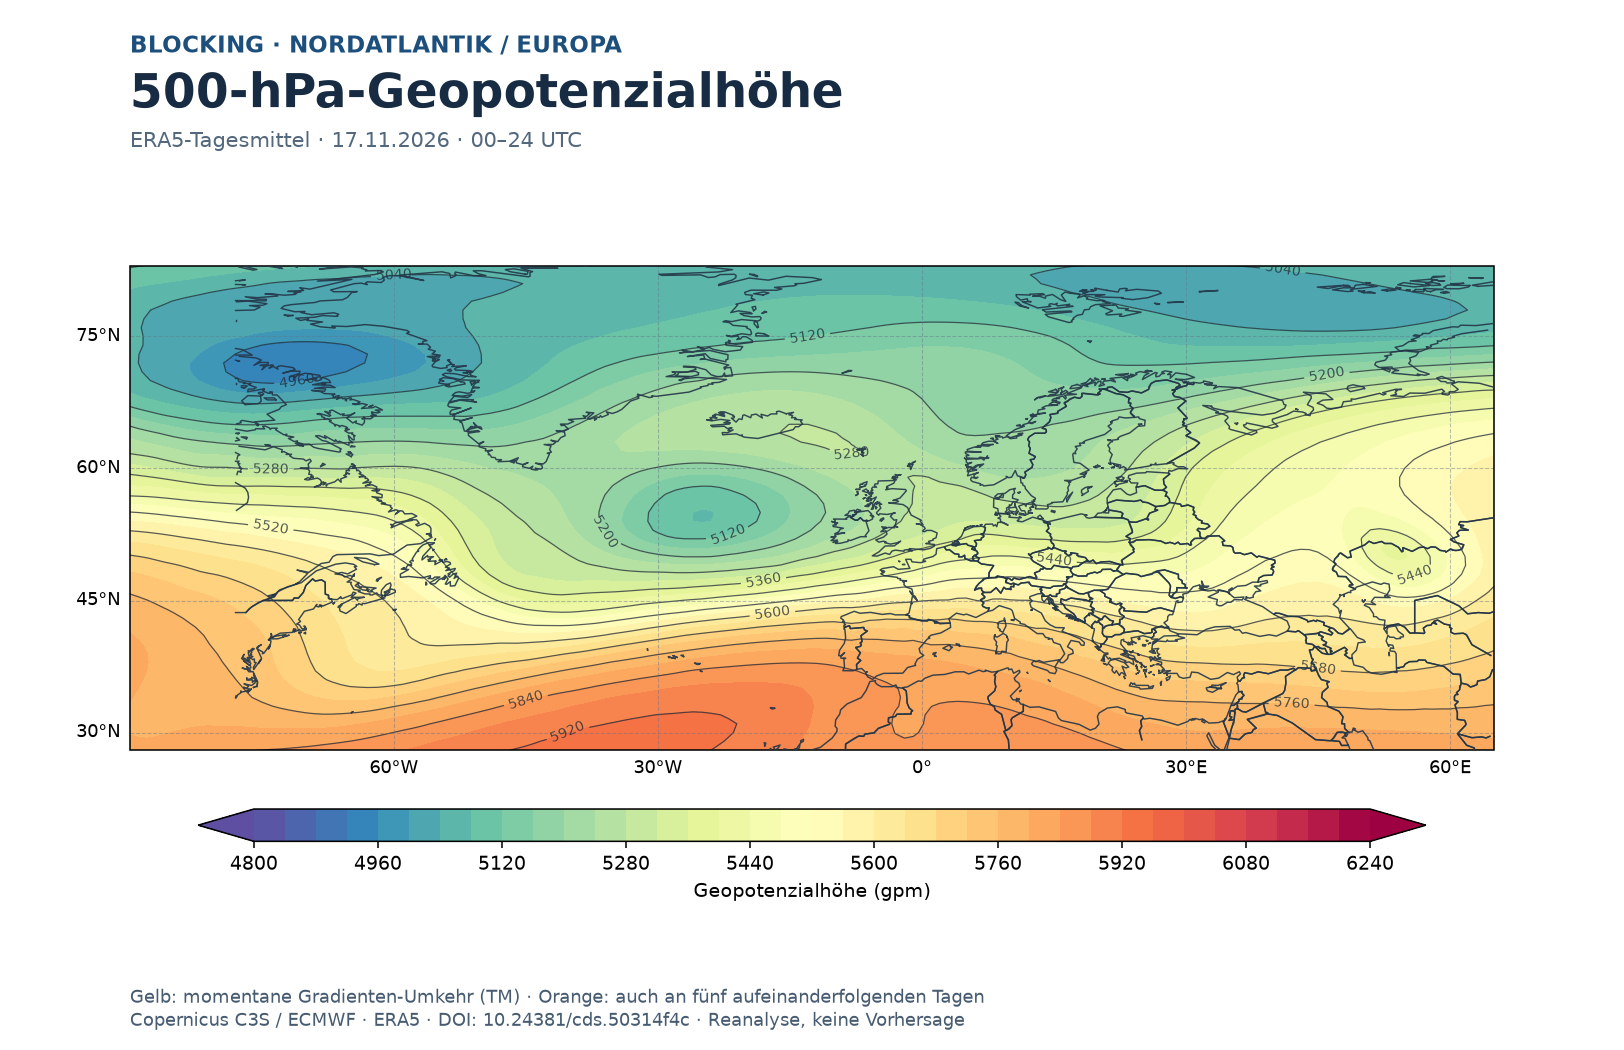 BLOCKING · NORDATLANTIK / EUROPA
500-hPa-Geopotenzialhöhe
ERA5-Tagesmittel · 17.11.2026 · 00–24 UTC
5040
5040
5120
75°N
5200
4960
5280
5280
60°N
5520
5200
5120
5440
5440
5360
45°N
5600
5680
5840
5760
5920
30°N
60°W
30°W
0°
30°E
60°E
4800
4960
5120
5280
5440
5600
5760
5920
6080
6240
Geopotenzialhöhe (gpm)
Gelb: momentane Gradienten-Umkehr (TM) · Orange: auch an fünf aufeinanderfolgenden Tagen
Copernicus C3S / ECMWF · ERA5 · DOI: 10.24381/cds.50314f4c · Reanalyse, keine Vorhersage